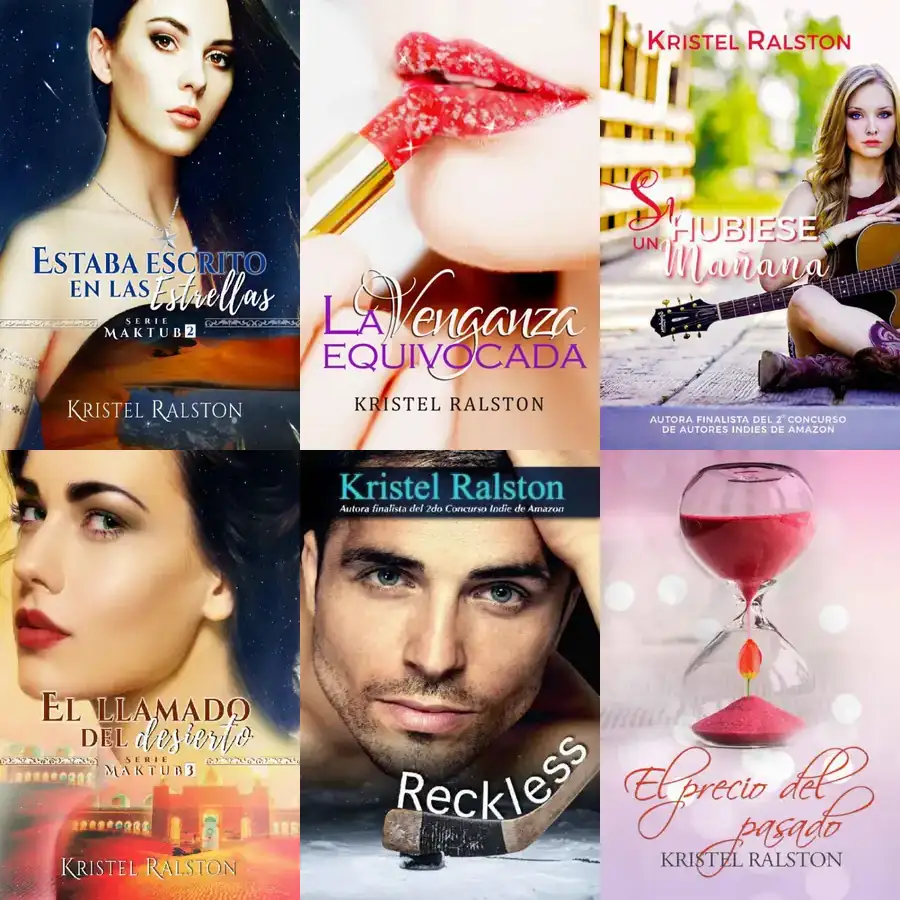 ESTABA ESCRITO
EN LAS Estrellas
SERIE
MAKTUB 2
KRISTEL RALSTON
LA Venganza
EQUIVOCADA
KRISTEL RALSTON
KRISTEL RALSTON
Si HUBIESE
UN Mañana
AUTORA FINALISTA DEL 2º CONCURSO
DE AUTORES INDIES DE AMAZON
EL LLAMADO
DEL desierto
SERIE
MAKTUB 3
KRISTEL RALSTON
Kristel Ralston
Autora finalista del 2do Concurso Indie de Amazon
Reckless
El precio del
pasado
KRISTEL RALSTON